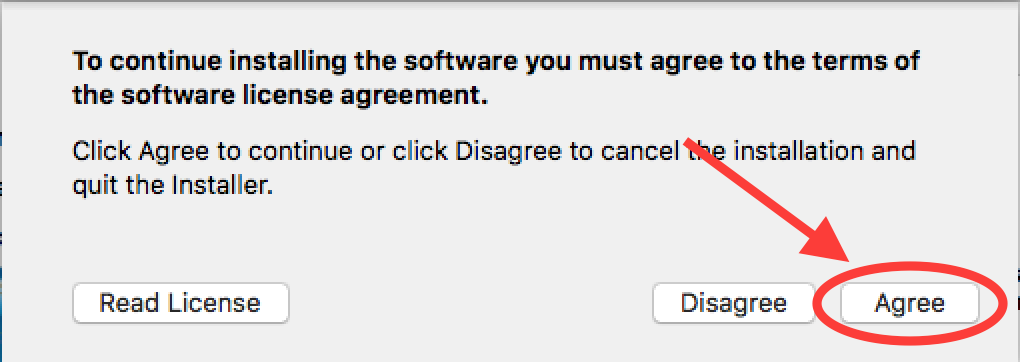 To continue installing the software you must agree to the terms of
the software license agreement.
Click Agree to continue or click Disagree to cancel the installation and
quit the Installer.
Read License
Disagree
Agree